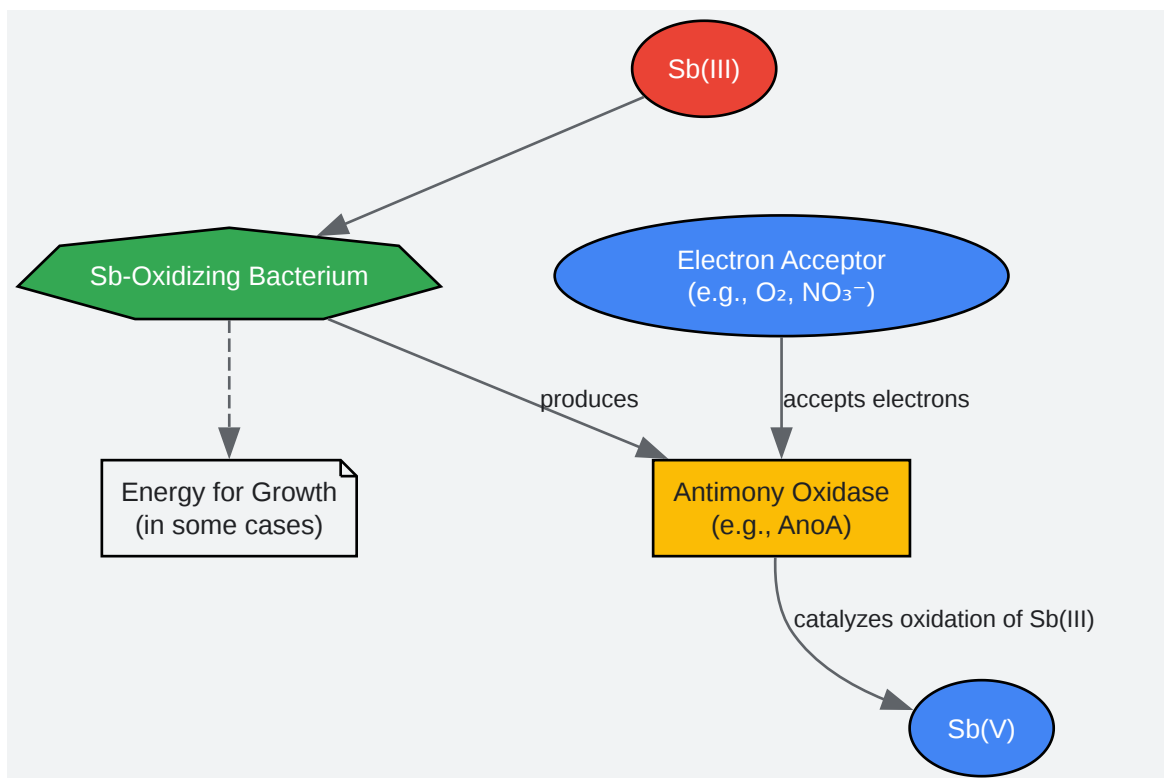 Sb(III)
Sb-Oxidizing Bacterium
Electron Acceptor
(e.g., O₂, NO₃⁻)
produces
accepts electrons
Energy for Growth
(in some cases)
Antimony Oxidase
(e.g., AnoA)
catalyzes oxidation of Sb(III)
Sb(V)